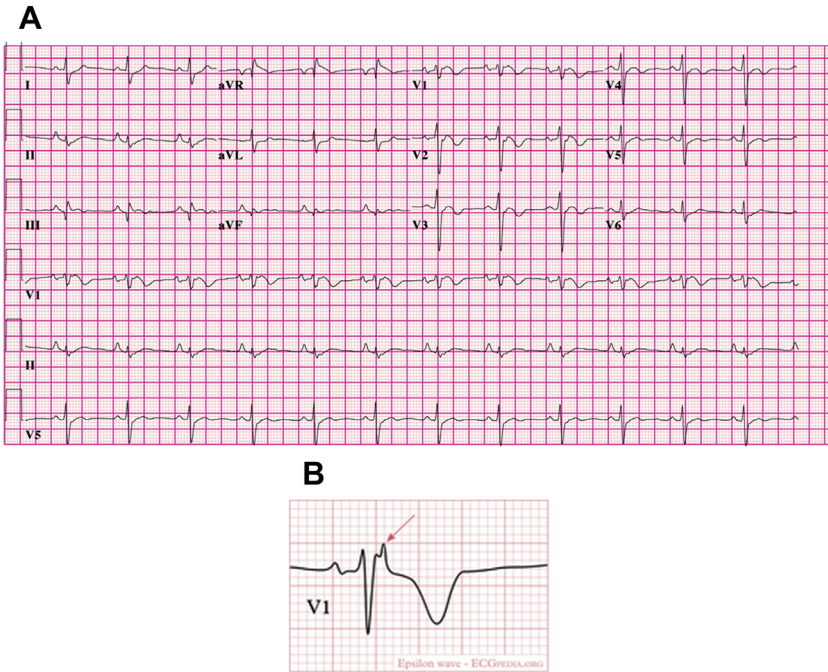 A
I aVR V1 V4
II aVL V2 V5
III aVF V3 V6
V1
II
V5
B
V1
Epsilon wave - ECGPEDIA.ORG